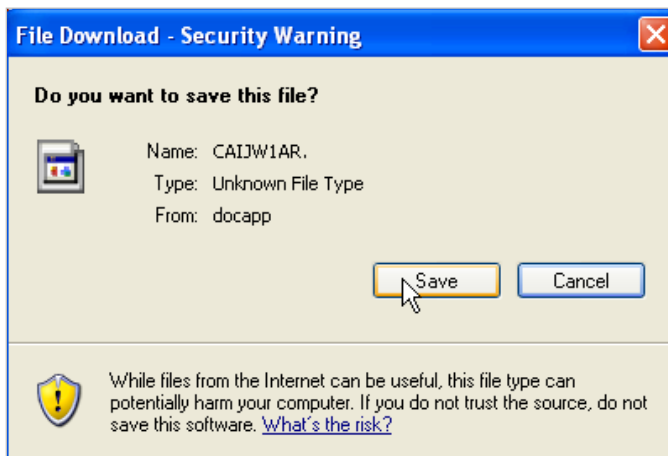 File Download - Security Warning
Do you want to save this file?
Name: CAIJW1AR.
Type: Unknown File Type
From: docapp
Save Cancel
While files from the Internet can be useful, this file type can
potentially harm your computer. If you do not trust the source, do not
save this software. What's the risk?